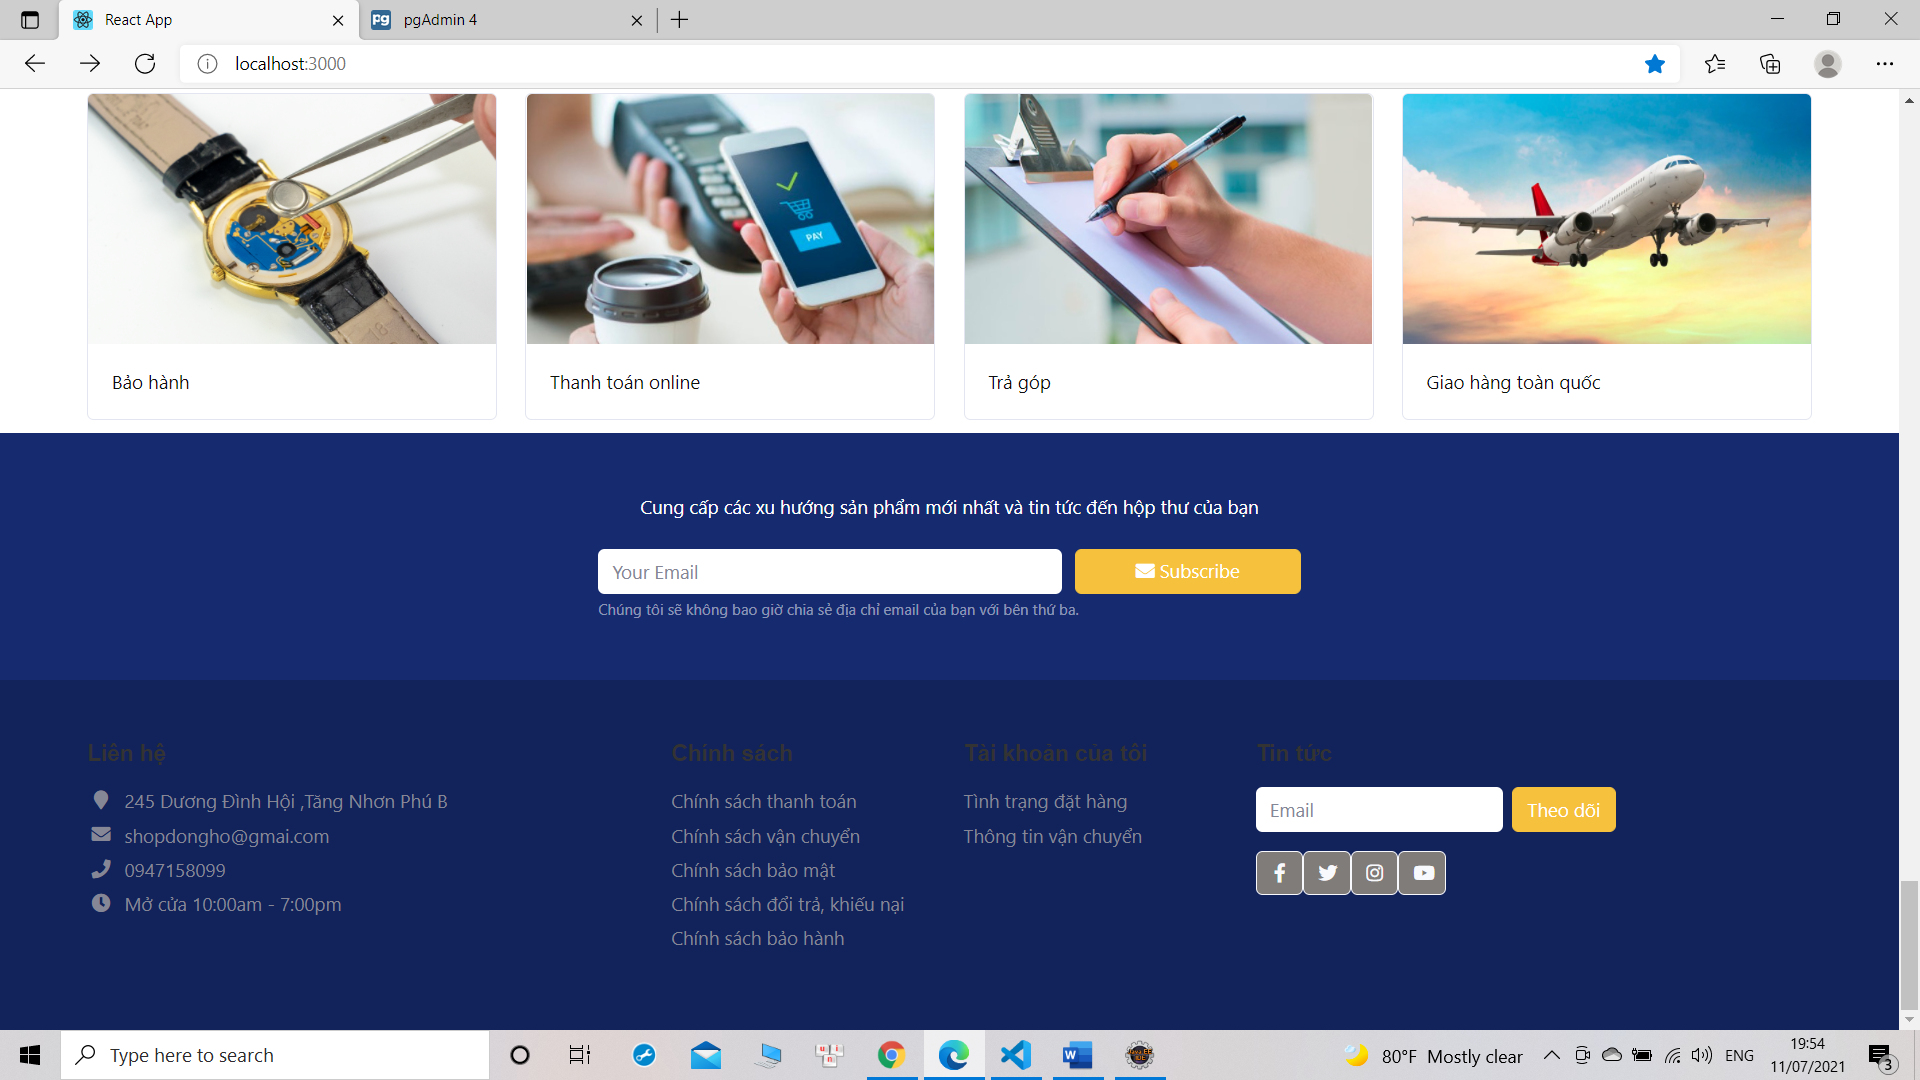 React App
pgAdmin 4
localhost:3000
PAY
Bảo hành
Thanh toán online
Trả góp
Giao hàng toàn quốc
Cung cấp các xu hướng sản phẩm mới nhất và tin tức đến hộp thư của bạn
Your Email
Subscribe
Chúng tôi sẽ không bao giờ chia sẻ địa chỉ email của bạn với bên thứ ba.
Liên hệ
245 Dương Đình Hội ,Tăng Nhơn Phú B
shopdongho@gmai.com
0947158099
Mở cửa 10:00am - 7:00pm
Chính sách
Chính sách thanh toán
Chính sách vận chuyển
Chính sách bảo mật
Chính sách đổi trả, khiếu nại
Chính sách bảo hành
Tài khoản của tôi
Tình trạng đặt hàng
Thông tin vận chuyển
Tin tức
Email
Theo dõi
Type here to search
80°F Mostly clear
ENG
19:54
11/07/2021
3